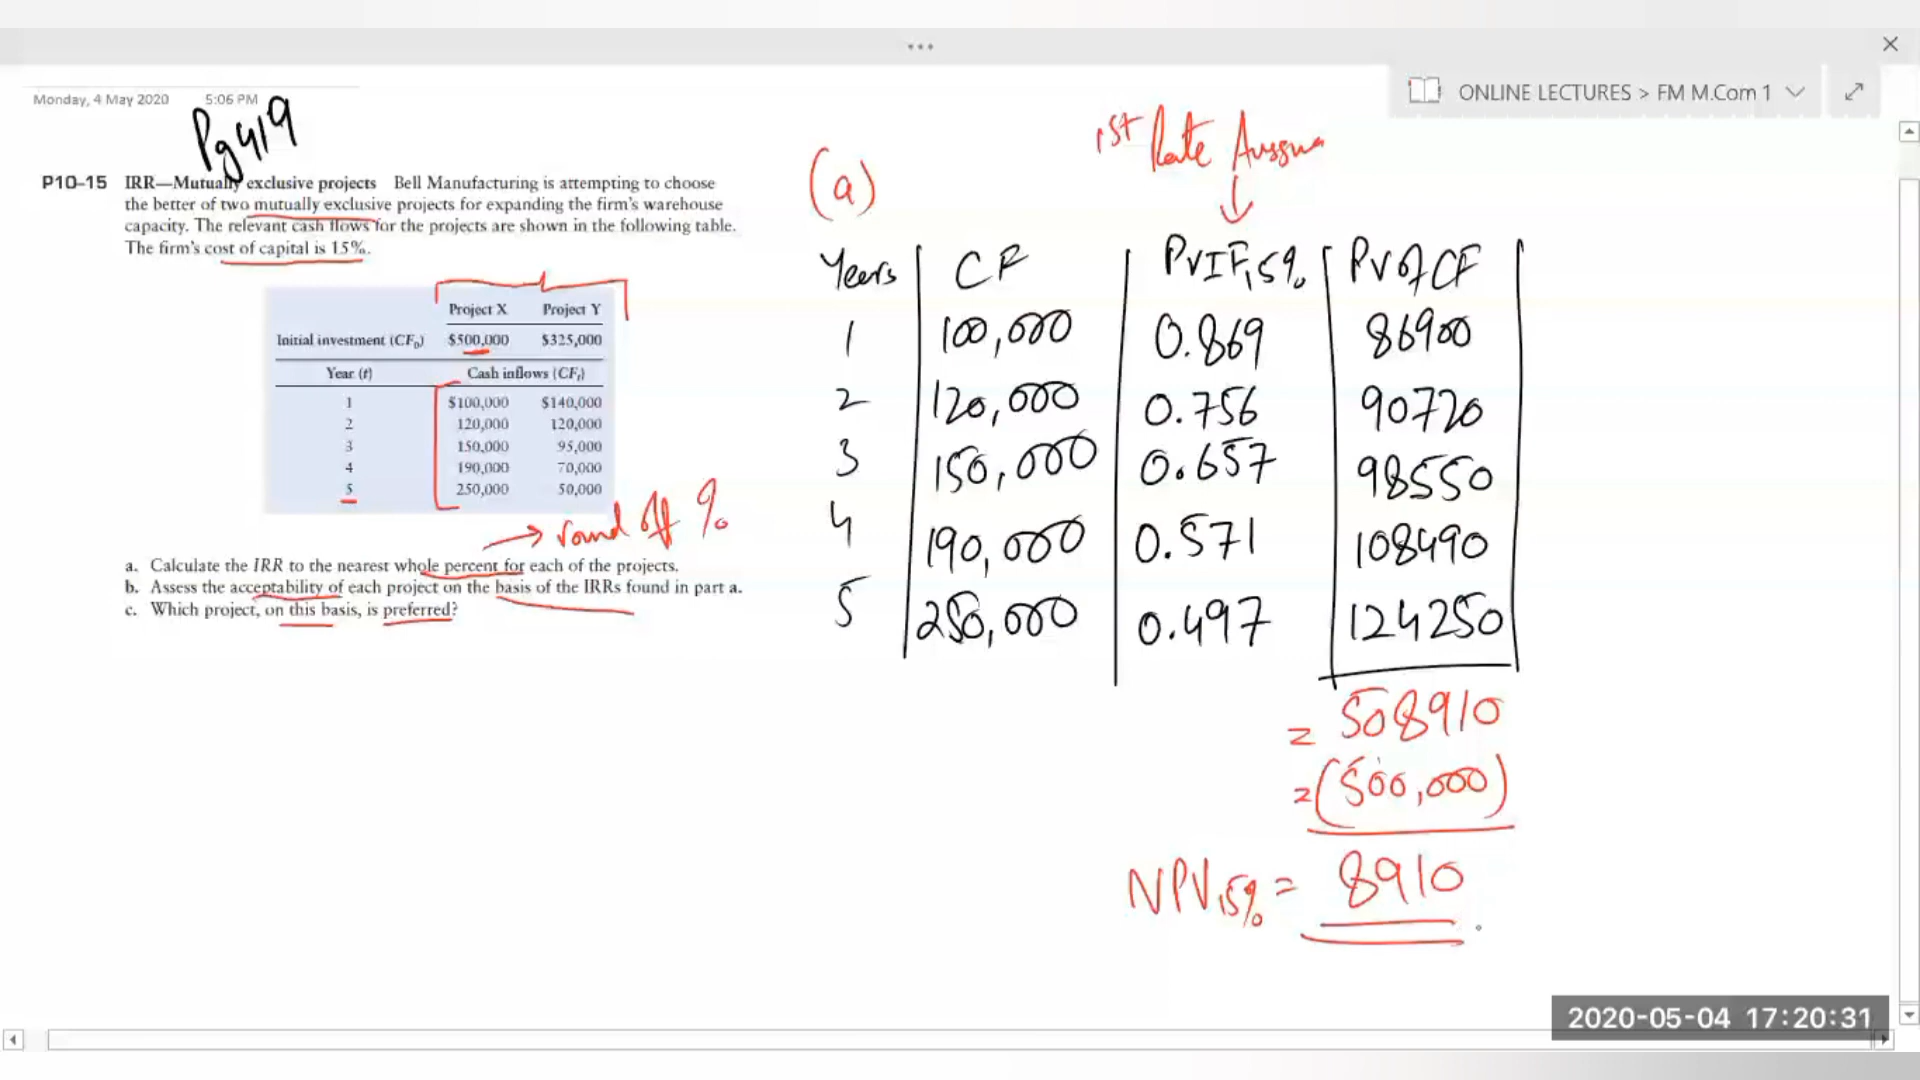 Monday, 4 May 2020 5:06 PM
ONLINE LECTURES > FM M.Com 1
Pg 419
P10–15 IRR—Mutually exclusive projects Bell Manufacturing is attempting to choose
the better of two mutually exclusive projects for expanding the firm's warehouse
capacity. The relevant cash flows for the projects are shown in the following table.
The firm's cost of capital is 15%.
Project X Project Y
Initial investment (CF₀) $500,000 $325,000
Year (t) Cash inflows (CFₜ)
1 $100,000 $140,000
2 120,000 120,000
3 150,000 95,000
4 190,000 70,000
5 250,000 50,000
→ round off %
a. Calculate the IRR to the nearest whole percent for each of the projects.
b. Assess the acceptability of each project on the basis of the IRRs found in part a.
c. Which project, on this basis, is preferred?
(a)
1st Rate
Years CF PVIF15% PV of CF
1 100,000 0.869 86900
2 120,000 0.756 90720
3 150,000 0.657 98550
4 190,000 0.571 108490
5 250,000 0.497 124250
= 508910
= (500,000)
NPV15% = 8910
2020-05-04 17:20:31